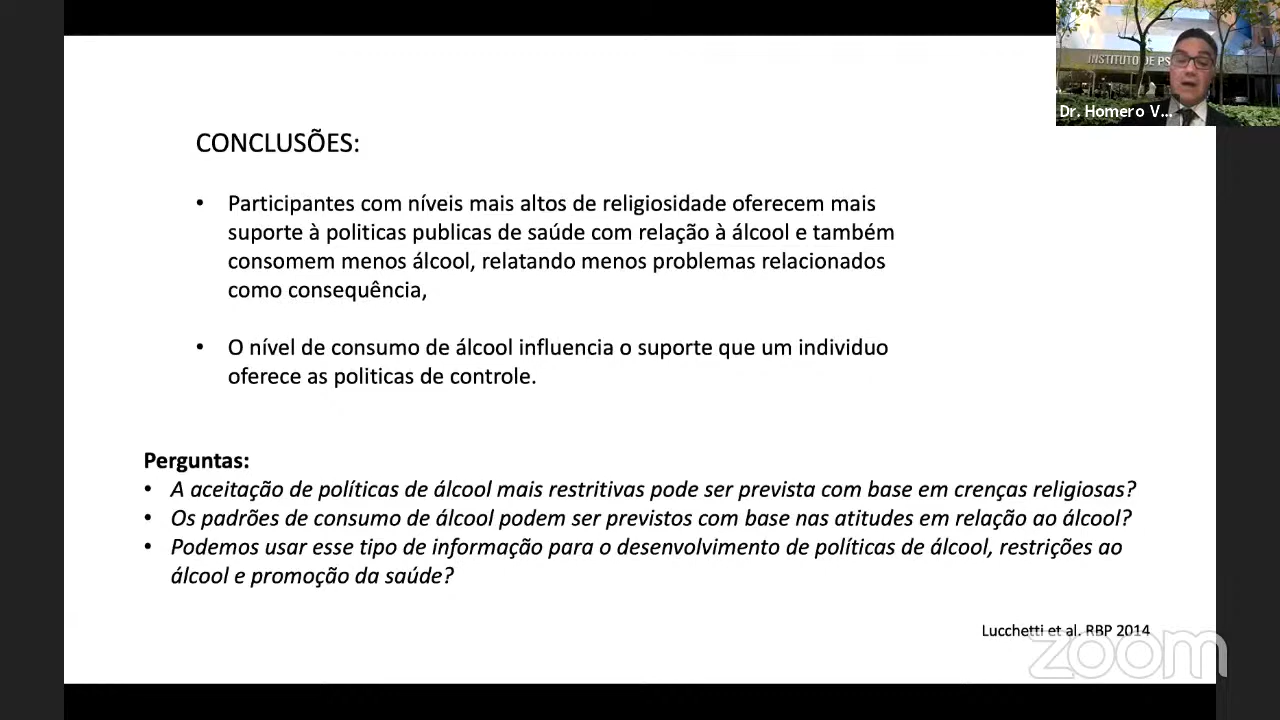 INSTITUTO DE PS
Dr. Homero V...
CONCLUSÕES:
• Participantes com níveis mais altos de religiosidade oferecem mais
suporte à politicas publicas de saúde com relação à álcool e também
consomem menos álcool, relatando menos problemas relacionados
como consequência,
• O nível de consumo de álcool influencia o suporte que um individuo
oferece as politicas de controle.
Perguntas:
• A aceitação de políticas de álcool mais restritivas pode ser prevista com base em crenças religiosas?
• Os padrões de consumo de álcool podem ser previstos com base nas atitudes em relação ao álcool?
• Podemos usar esse tipo de informação para o desenvolvimento de políticas de álcool, restrições ao
álcool e promoção da saúde?
Lucchetti et al. RBP 2014
zoom